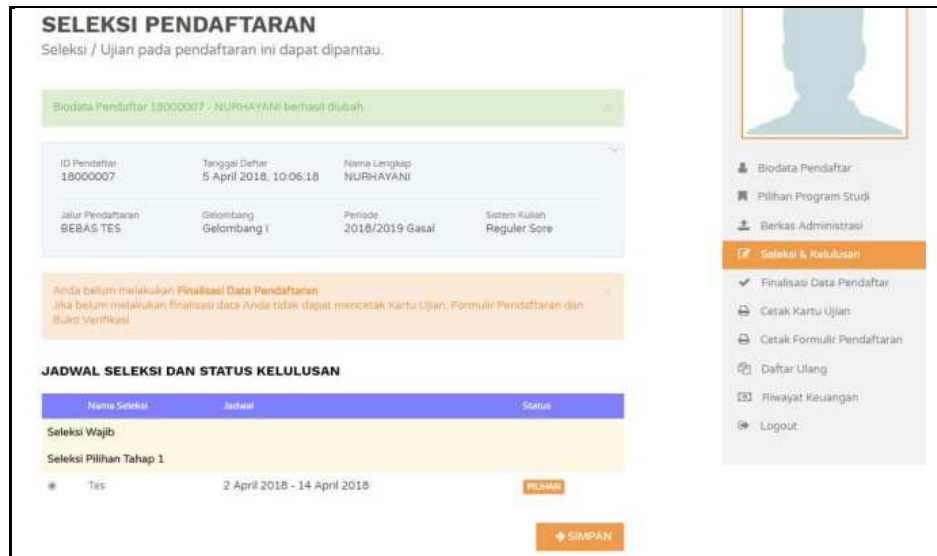 SELEKSI PENDAFTARAN
Seleksi / Ujian pada pendaftaran ini dapat dipantau.
Biodata Pendaftar 18000007 - NURHAYANI berhasil diubah.
ID Pendaftar
18000007
Tanggal Daftar
5 April 2018, 10:06:18
Nama Lengkap
NURHAYANI
Jalur Pendaftaran
BEBAS TES
Gelombang
Gelombang I
Periode
2018/2019 Gasal
Sistem Kuliah
Reguler Sore
Anda belum melakukan Finalisasi Data Pendaftaran
Jika belum melakukan finalisasi data Anda tidak dapat mencetak Kartu Ujian, Formulir Pendaftaran dan
Bukti Verifikasi
JADWAL SELEKSI DAN STATUS KELULUSAN
Nama Seleksi Jadwal Status
Seleksi Wajib
Seleksi Pilihan Tahap 1
Tes 2 April 2018 - 14 April 2018 PILIHAN
SIMPAN
Biodata Pendaftar
Pilihan Program Studi
Berkas Administrasi
Seleksi & Kelulusan
Finalisasi Data Pendaftar
Cetak Kartu Ujian
Cetak Formulir Pendaftaran
Daftar Ulang
Riwayat Keuangan
Logout